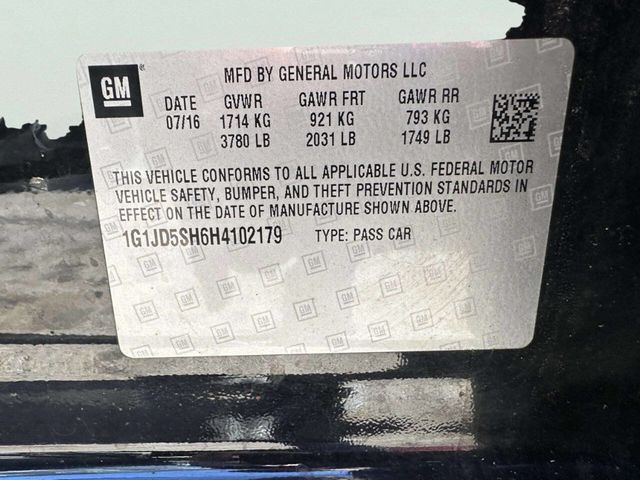 GM ® MFD BY GENERAL MOTORS LLC
DATE GVWR GAWR FRT GAWR RR
07/16 1714 KG 921 KG 793 KG
3780 LB 2031 LB 1749 LB
THIS VEHICLE CONFORMS TO ALL APPLICABLE U.S. FEDERAL MOTOR
VEHICLE SAFETY, BUMPER, AND THEFT PREVENTION STANDARDS IN
EFFECT ON THE DATE OF MANUFACTURE SHOWN ABOVE.
1G1JD5SH6H4102179 TYPE: PASS CAR